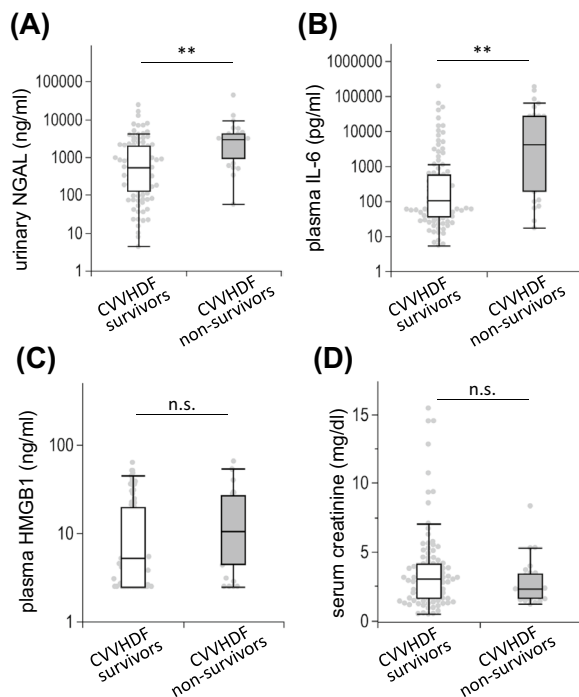 (A)
**
100000
10000
1000
100
10
1
urinary NGAL (ng/ml)
CVVHDF
survivors
CVVHDF
non-survivors
(B)
**
1000000
100000
10000
1000
100
10
1
plasma IL-6 (pg/ml)
CVVHDF
survivors
CVVHDF
non-survivors
(C)
n.s.
100
10
1
plasma HMGB1 (ng/ml)
CVVHDF
survivors
CVVHDF
non-survivors
(D)
n.s.
15
10
5
0
serum creatinine (mg/dl)
CVVHDF
survivors
CVVHDF
non-survivors